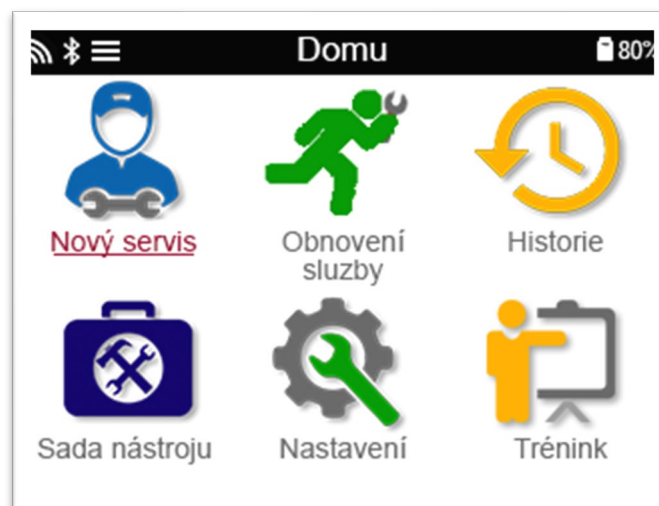 Domu
80%
Nový servis
Obnovení
sluzby
Historie
Sada nástroju
Nastavení
Trénink